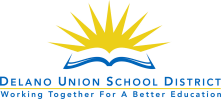 DELANO UNION SCHOOL DISTRICT
Working Together For A Better Education